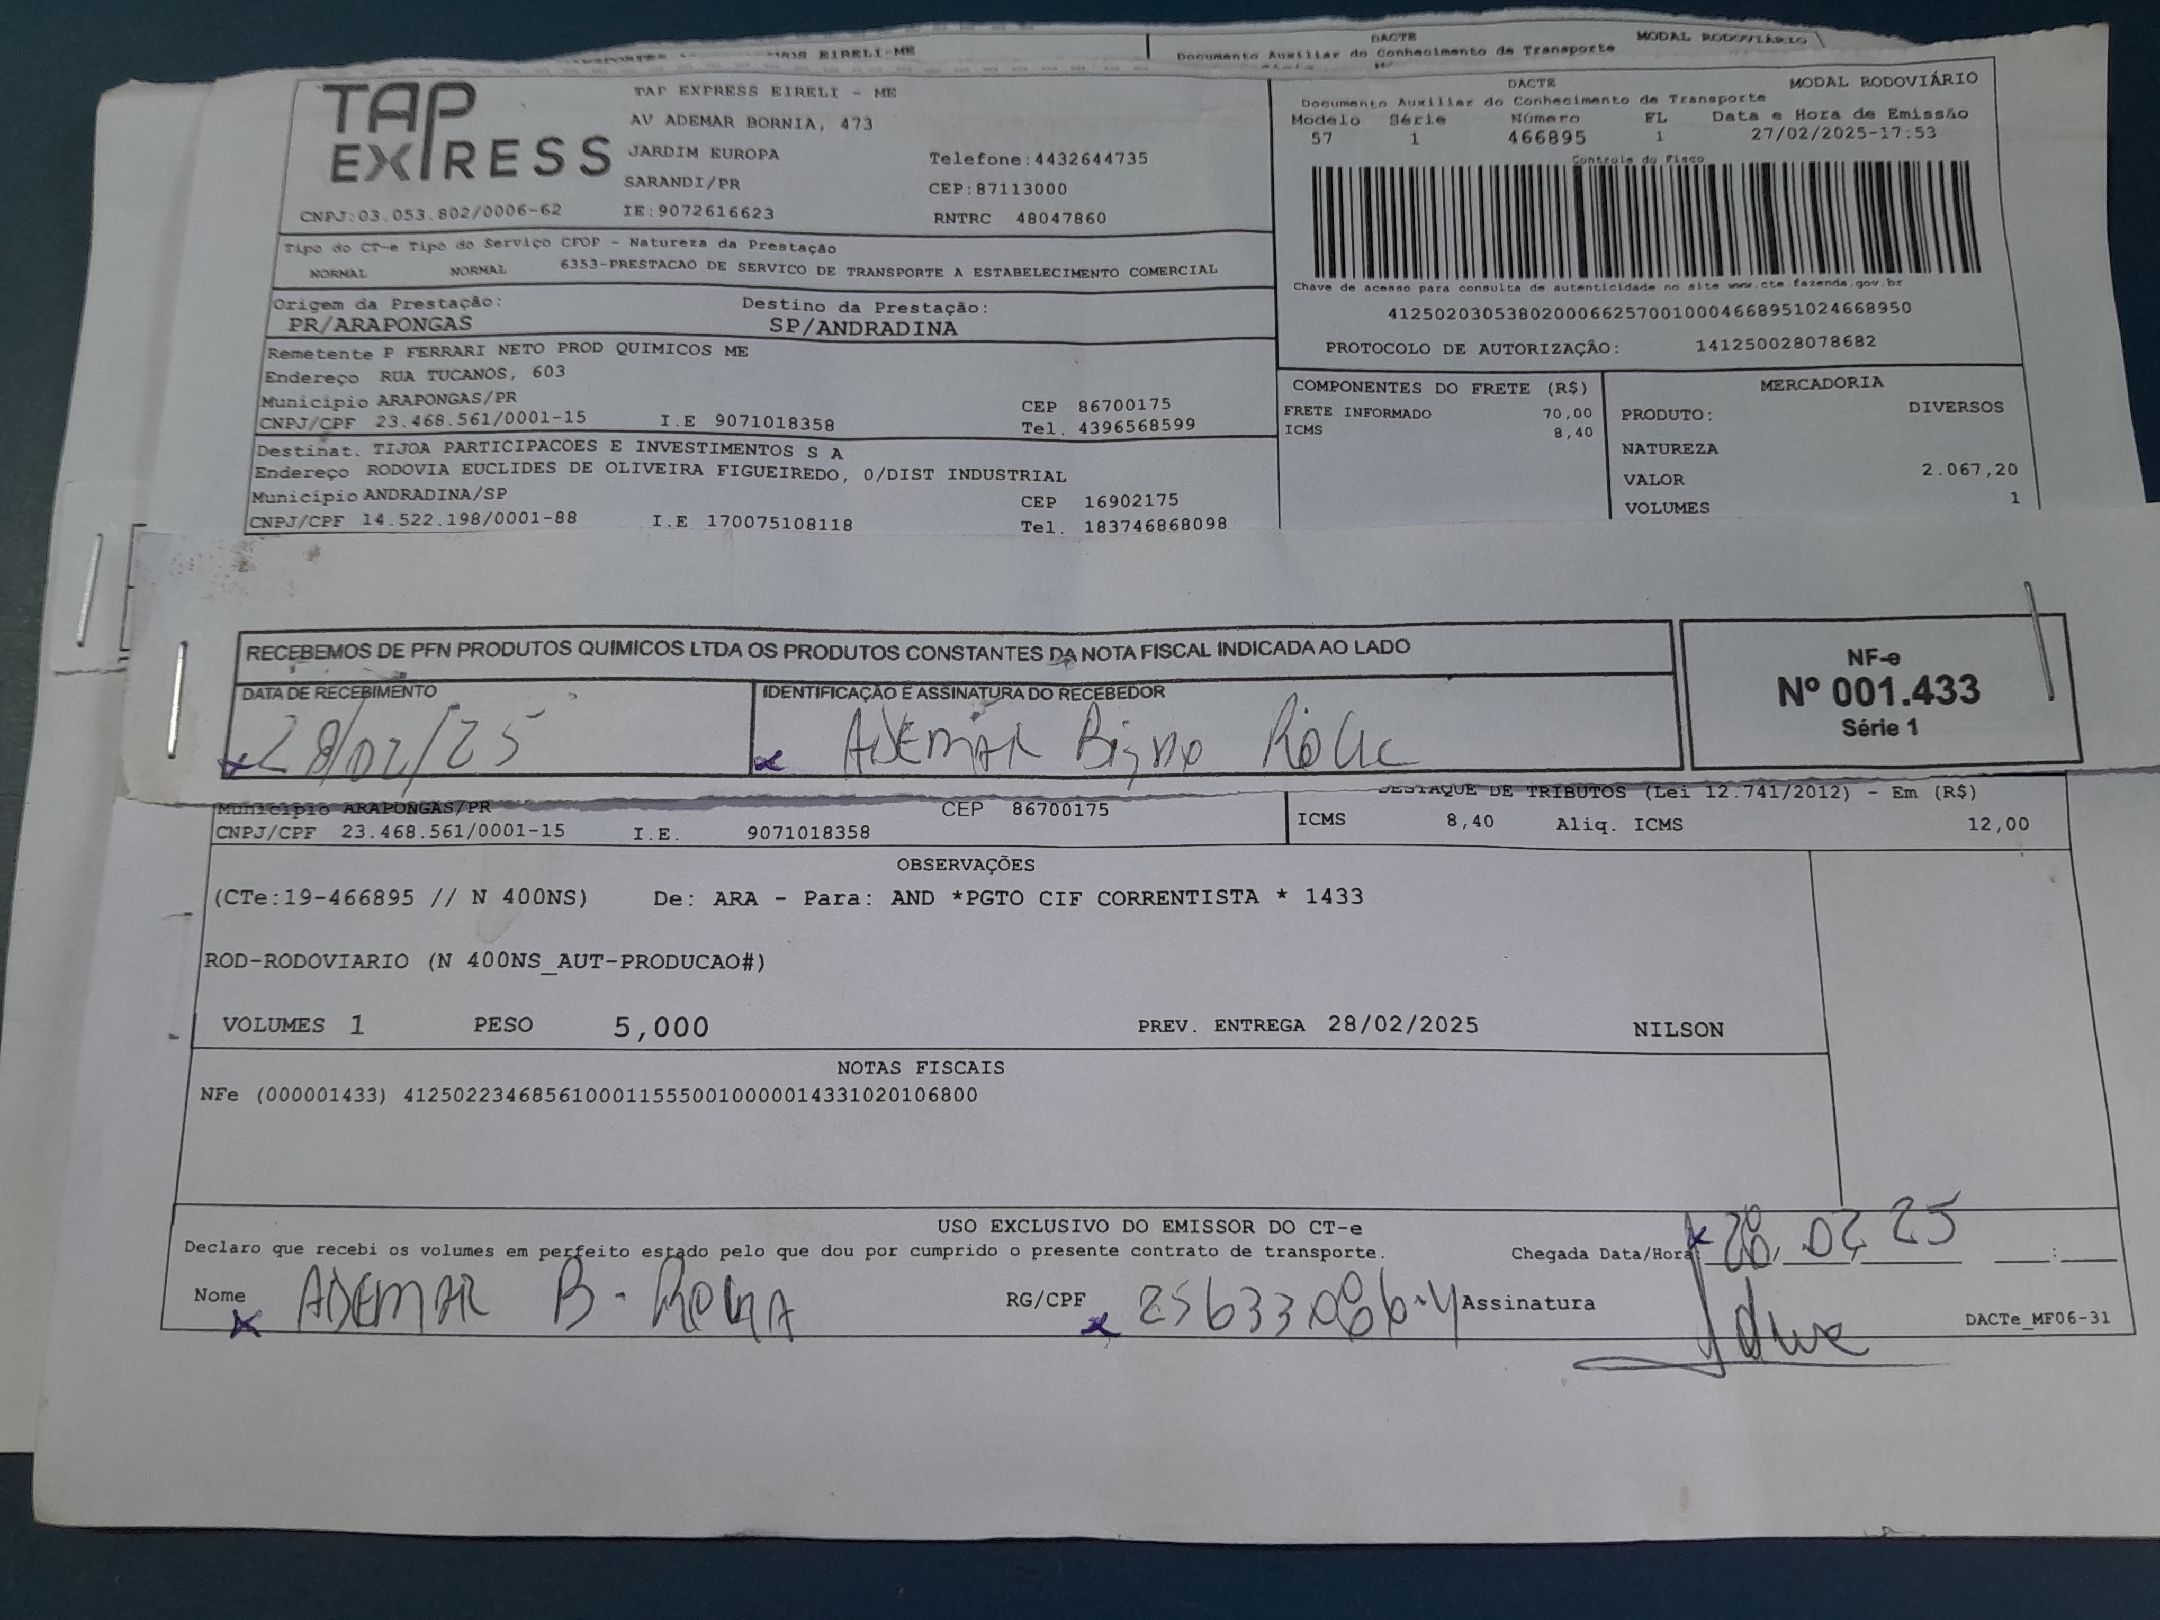 EIRELI-ME
DACTE
MODAL RODOVIÁRIO
Documento Auxiliar do Conhecimento de Transporte
TAP EXPRESS
TAP EXPRESS EIRELI - ME
AV ADEMAR BORNIA, 473
JARDIM EUROPA
Telefone:4432644735
SARANDI/PR
CEP:87113000
CNPJ:03.053.802/0006-62
IE:9072616623
RNTRC 48047860
DACTE
MODAL RODOVIÁRIO
Documento Auxiliar do Conhecimento de Transporte
Modelo Série Número FL Data e Hora de Emissão
57 1 466895 1 27/02/2025-17:53
Controle do Fisco
Chave de acesso para consulta de autenticidade no site www.cte.fazenda.gov.br
41250203053802000662570010004668951024668950
PROTOCOLO DE AUTORIZAÇÃO: 141250028078682
Tipo do CT-e Tipo do Serviço CFOP - Natureza da Prestação
NORMAL NORMAL 6353-PRESTACAO DE SERVICO DE TRANSPORTE A ESTABELECIMENTO COMERCIAL
Origem da Prestação: Destino da Prestação:
PR/ARAPONGAS SP/ANDRADINA
Remetente P FERRARI NETO PROD QUIMICOS ME
Endereço RUA TUCANOS, 603
Município ARAPONGAS/PR CEP 86700175
CNPJ/CPF 23.468.561/0001-15 I.E 9071018358 Tel. 4396568599
Destinat. TIJOA PARTICIPACOES E INVESTIMENTOS S A
Endereço RODOVIA EUCLIDES DE OLIVEIRA FIGUEIREDO, 0/DIST INDUSTRIAL
Município ANDRADINA/SP CEP 16902175
CNPJ/CPF 14.522.198/0001-88 I.E 170075108118 Tel. 183746868098
COMPONENTES DO FRETE (R$)
FRETE INFORMADO 70,00
ICMS 8,40
MERCADORIA
PRODUTO: DIVERSOS
NATUREZA
VALOR 2.067,20
VOLUMES 1
RECEBEMOS DE PFN PRODUTOS QUIMICOS LTDA OS PRODUTOS CONSTANTES DA NOTA FISCAL INDICADA AO LADO
DATA DE RECEBIMENTO
28/02/25
IDENTIFICAÇÃO E ASSINATURA DO RECEBEDOR
ADEMAR
NF-e
Nº 001.433
Série 1
Município ARAPONGAS/PR CEP 86700175
CNPJ/CPF 23.468.561/0001-15 I.E. 9071018358
DESTAQUE DE TRIBUTOS (Lei 12.741/2012) - Em (R$)
ICMS 8,40 Aliq. ICMS 12,00
OBSERVAÇÕES
(CTe:19-466895 // N 400NS) De: ARA - Para: AND *PGTO CIF CORRENTISTA * 1433
ROD-RODOVIARIO (N 400NS_AUT-PRODUCAO#)
VOLUMES 1 PESO 5,000 PREV. ENTREGA 28/02/2025 NILSON
NOTAS FISCAIS
NFe (000001433) 41250223468561000115550010000014331020106800
USO EXCLUSIVO DO EMISSOR DO CT-e
Declaro que recebi os volumes em perfeito estado pelo que dou por cumprido o presente contrato de transporte.
Chegada Data/Hora 28 02 25 :
Nome ADEMAR B. ROCHA
RG/CPF
Assinatura
DACTe_MF06-31